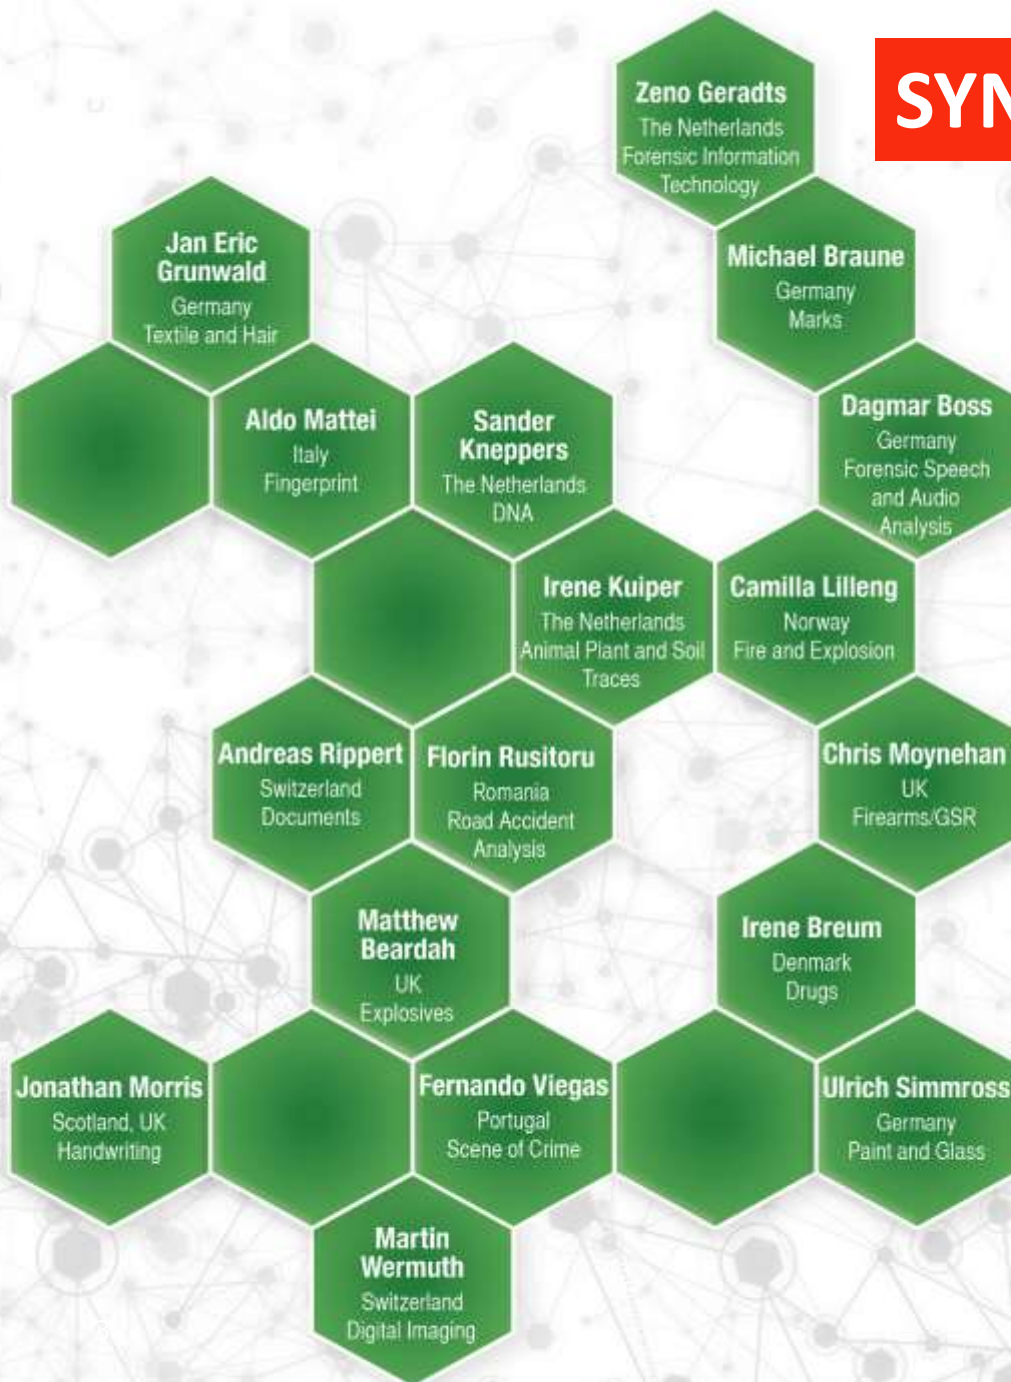 SYN
Zeno Geradts
The Netherlands
Forensic Information
Technology
Jan Eric
Grunwald
Germany
Textile and Hair
Michael Braune
Germany
Marks
Aldo Mattei
Italy
Fingerprint
Sander
Kneppers
The Netherlands
DNA
Dagmar Boss
Germany
Forensic Speech
and Audio
Analysis
Irene Kuiper
The Netherlands
Animal Plant and Soil
Traces
Camilla Lilleng
Norway
Fire and Explosion
Andreas Rippert
Switzerland
Documents
Florin Rusitoru
Romania
Road Accident
Analysis
Chris Moynehan
UK
Firearms/GSR
Matthew
Beardah
UK
Explosives
Irene Breum
Denmark
Drugs
Jonathan Morris
Scotland, UK
Handwriting
Fernando Viegas
Portugal
Scene of Crime
Ulrich Simmross
Germany
Paint and Glass
Martin
Wermuth
Switzerland
Digital Imaging